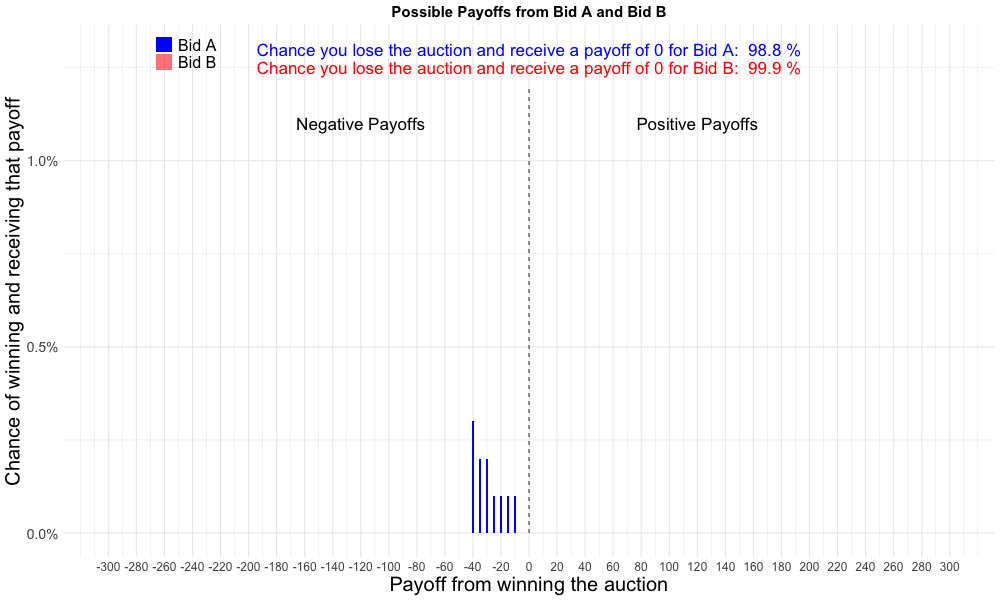 Possible Payoffs from Bid A and Bid B
Bid A
Bid B
Chance you lose the auction and receive a payoff of 0 for Bid A: 98.8 %
Chance you lose the auction and receive a payoff of 0 for Bid B: 99.9 %
Negative Payoffs
Positive Payoffs
Chance of winning and receiving that payoff
1.0%
0.5%
0.0%
-300 -280 -260 -240 -220 -200 -180 -160 -140 -120 -100 -80 -60 -40 -20 0 20 40 60 80 100 120 140 160 180 200 220 240 260 280 300
Payoff from winning the auction